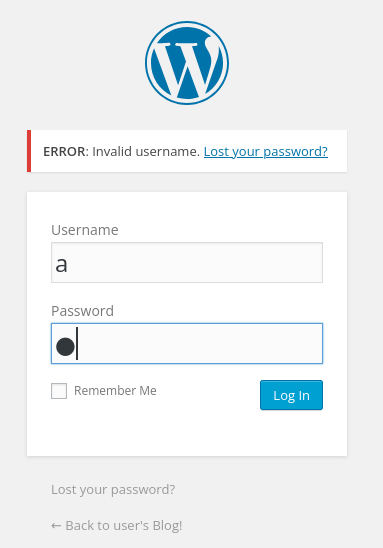 ERROR: Invalid username. Lost your password?
Username
a
Password
Remember Me
Log In
Lost your password?
← Back to user's Blog!